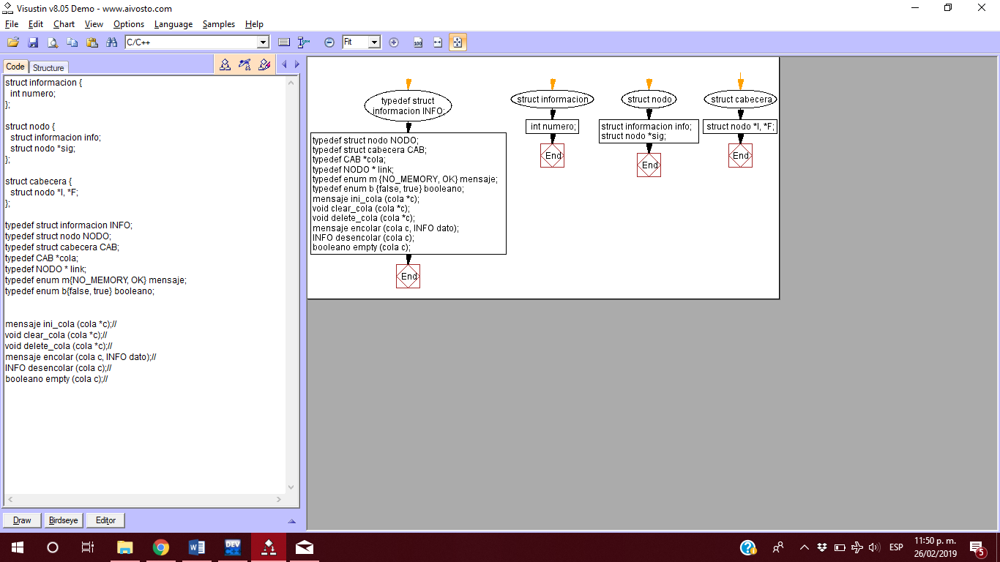 Visustin v8.05 Demo - www.aivosto.com
File Edit Chart View Options Language Samples Help
C/C++
Fit
100
Code Structure
struct informacion {
int numero;
};
struct nodo {
struct informacion info;
struct nodo *sig;
};
struct cabecera {
struct nodo *I, *F;
};
typedef struct informacion INFO;
typedef struct nodo NODO;
typedef struct cabecera CAB;
typedef CAB *cola;
typedef NODO * link;
typedef enum m{NO_MEMORY, OK} mensaje;
typedef enum b{false, true} booleano;
mensaje ini_cola (cola *c);//
void clear_cola (cola *c);//
void delete_cola (cola *c);//
mensaje encolar (cola c, INFO dato);//
INFO desencolar (cola c);//
booleano empty (cola c);//
typedef struct
informacion INFO;
typedef struct nodo NODO;
typedef struct cabecera CAB;
typedef CAB *cola;
typedef NODO * link;
typedef enum m {NO_MEMORY, OK} mensaje;
typedef enum b {false, true} booleano;
mensaje ini_cola (cola *c);
void clear_cola (cola *c);
void delete_cola (cola *c);
mensaje encolar (cola c, INFO dato);
INFO desencolar (cola c);
booleano empty (cola c);
End
struct informacion
int numero;
End
struct nodo
struct informacion info;
struct nodo *sig;
End
struct cabecera
struct nodo *I, *F;
End
Draw Birdseye Editor
DEV
ESP
11:50 p. m.
26/02/2019
5